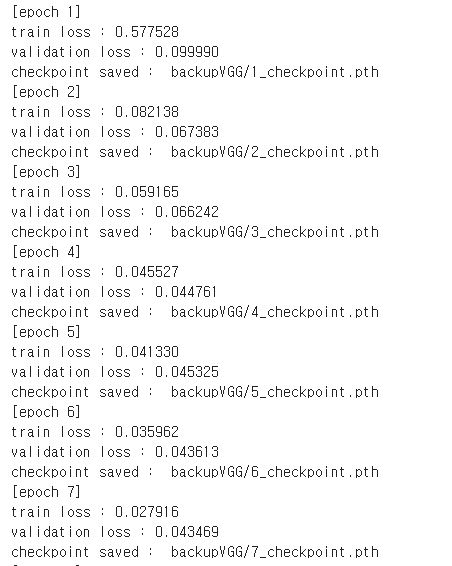 [epoch 1]
train loss : 0.577528
validation loss : 0.099990
checkpoint saved :  backupVGG/1_checkpoint.pth
[epoch 2]
train loss : 0.082138
validation loss : 0.067383
checkpoint saved :  backupVGG/2_checkpoint.pth
[epoch 3]
train loss : 0.059165
validation loss : 0.066242
checkpoint saved :  backupVGG/3_checkpoint.pth
[epoch 4]
train loss : 0.045527
validation loss : 0.044761
checkpoint saved :  backupVGG/4_checkpoint.pth
[epoch 5]
train loss : 0.041330
validation loss : 0.045325
checkpoint saved :  backupVGG/5_checkpoint.pth
[epoch 6]
train loss : 0.035962
validation loss : 0.043613
checkpoint saved :  backupVGG/6_checkpoint.pth
[epoch 7]
train loss : 0.027916
validation loss : 0.043469
checkpoint saved :  backupVGG/7_checkpoint.pth